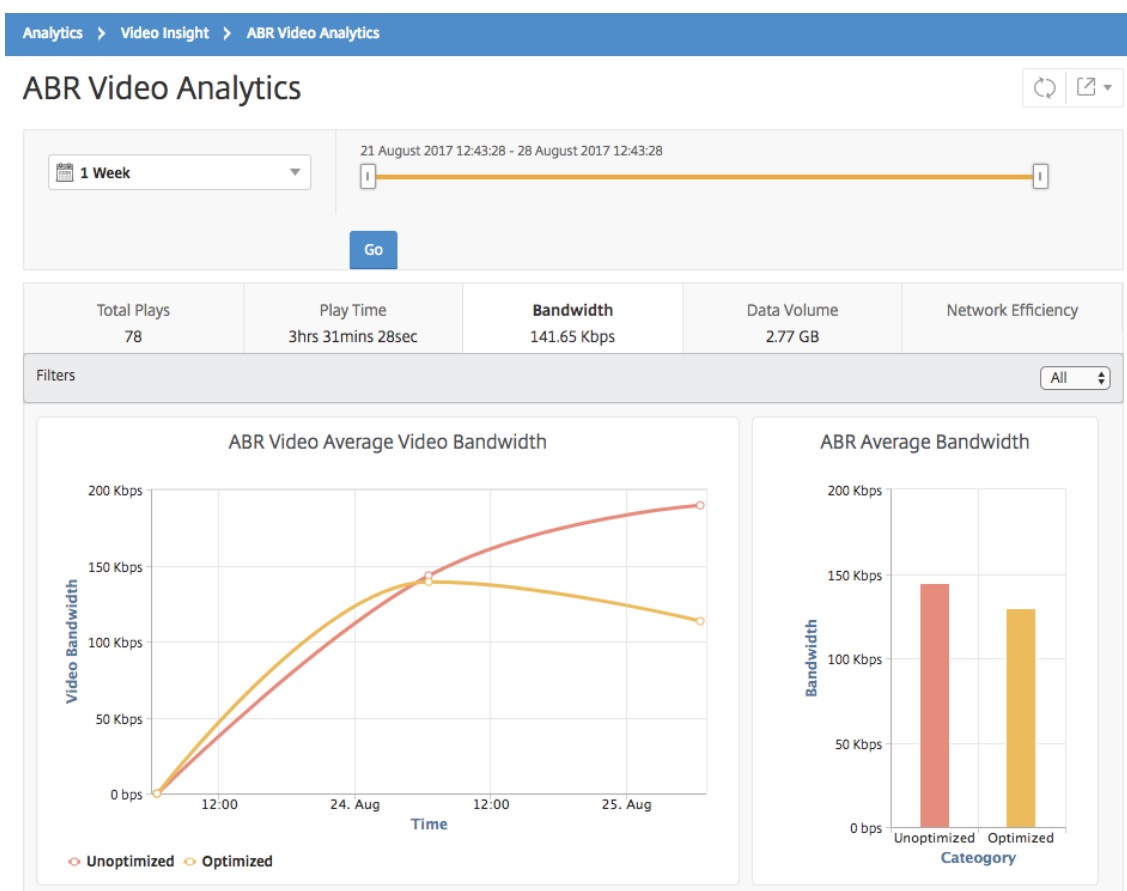 Analytics > Video Insight > ABR Video Analytics
ABR Video Analytics
1 Week
21 August 2017 12:43:28 - 28 August 2017 12:43:28
Go
Total Plays
78
Play Time
3hrs 31mins 28sec
Bandwidth
141.65 Kbps
Data Volume
2.77 GB
Network Efficiency
Filters
All
ABR Video Average Video Bandwidth
Video Bandwidth
200 Kbps
150 Kbps
100 Kbps
50 Kbps
0 bps
12:00
24. Aug
12:00
25. Aug
Time
Unoptimized
Optimized
ABR Average Bandwidth
Bandwidth
200 Kbps
150 Kbps
100 Kbps
50 Kbps
0 bps
Unoptimized
Optimized
Cateogory